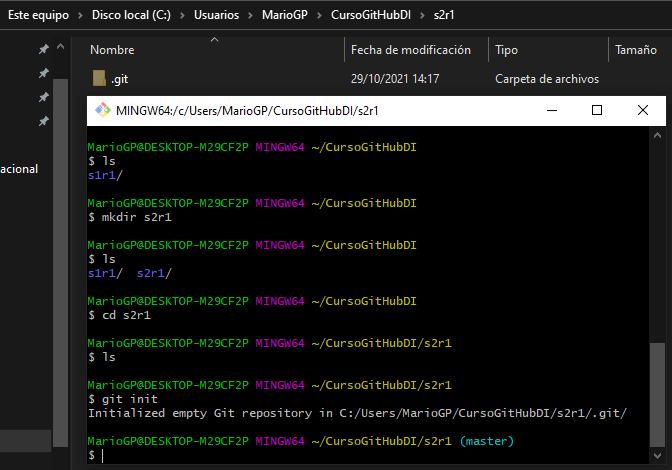 Este equipo > Disco local (C:) > Usuarios > MarioGP > CursoGitHubDI > s2r1
Nombre Fecha de modificación Tipo Tamaño
.git 29/10/2021 14:17 Carpeta de archivos
acional
MINGW64:/c/Users/MarioGP/CursoGitHubDI/s2r1
MarioGP@DESKTOP-M29CF2P MINGW64 ~/CursoGitHubDI
$ ls
s1r1/
MarioGP@DESKTOP-M29CF2P MINGW64 ~/CursoGitHubDI
$ mkdir s2r1
MarioGP@DESKTOP-M29CF2P MINGW64 ~/CursoGitHubDI
$ ls
s1r1/ s2r1/
MarioGP@DESKTOP-M29CF2P MINGW64 ~/CursoGitHubDI
$ cd s2r1
MarioGP@DESKTOP-M29CF2P MINGW64 ~/CursoGitHubDI/s2r1
$ ls
MarioGP@DESKTOP-M29CF2P MINGW64 ~/CursoGitHubDI/s2r1
$ git init
Initialized empty Git repository in C:/Users/MarioGP/CursoGitHubDI/s2r1/.git/
MarioGP@DESKTOP-M29CF2P MINGW64 ~/CursoGitHubDI/s2r1 (master)
$